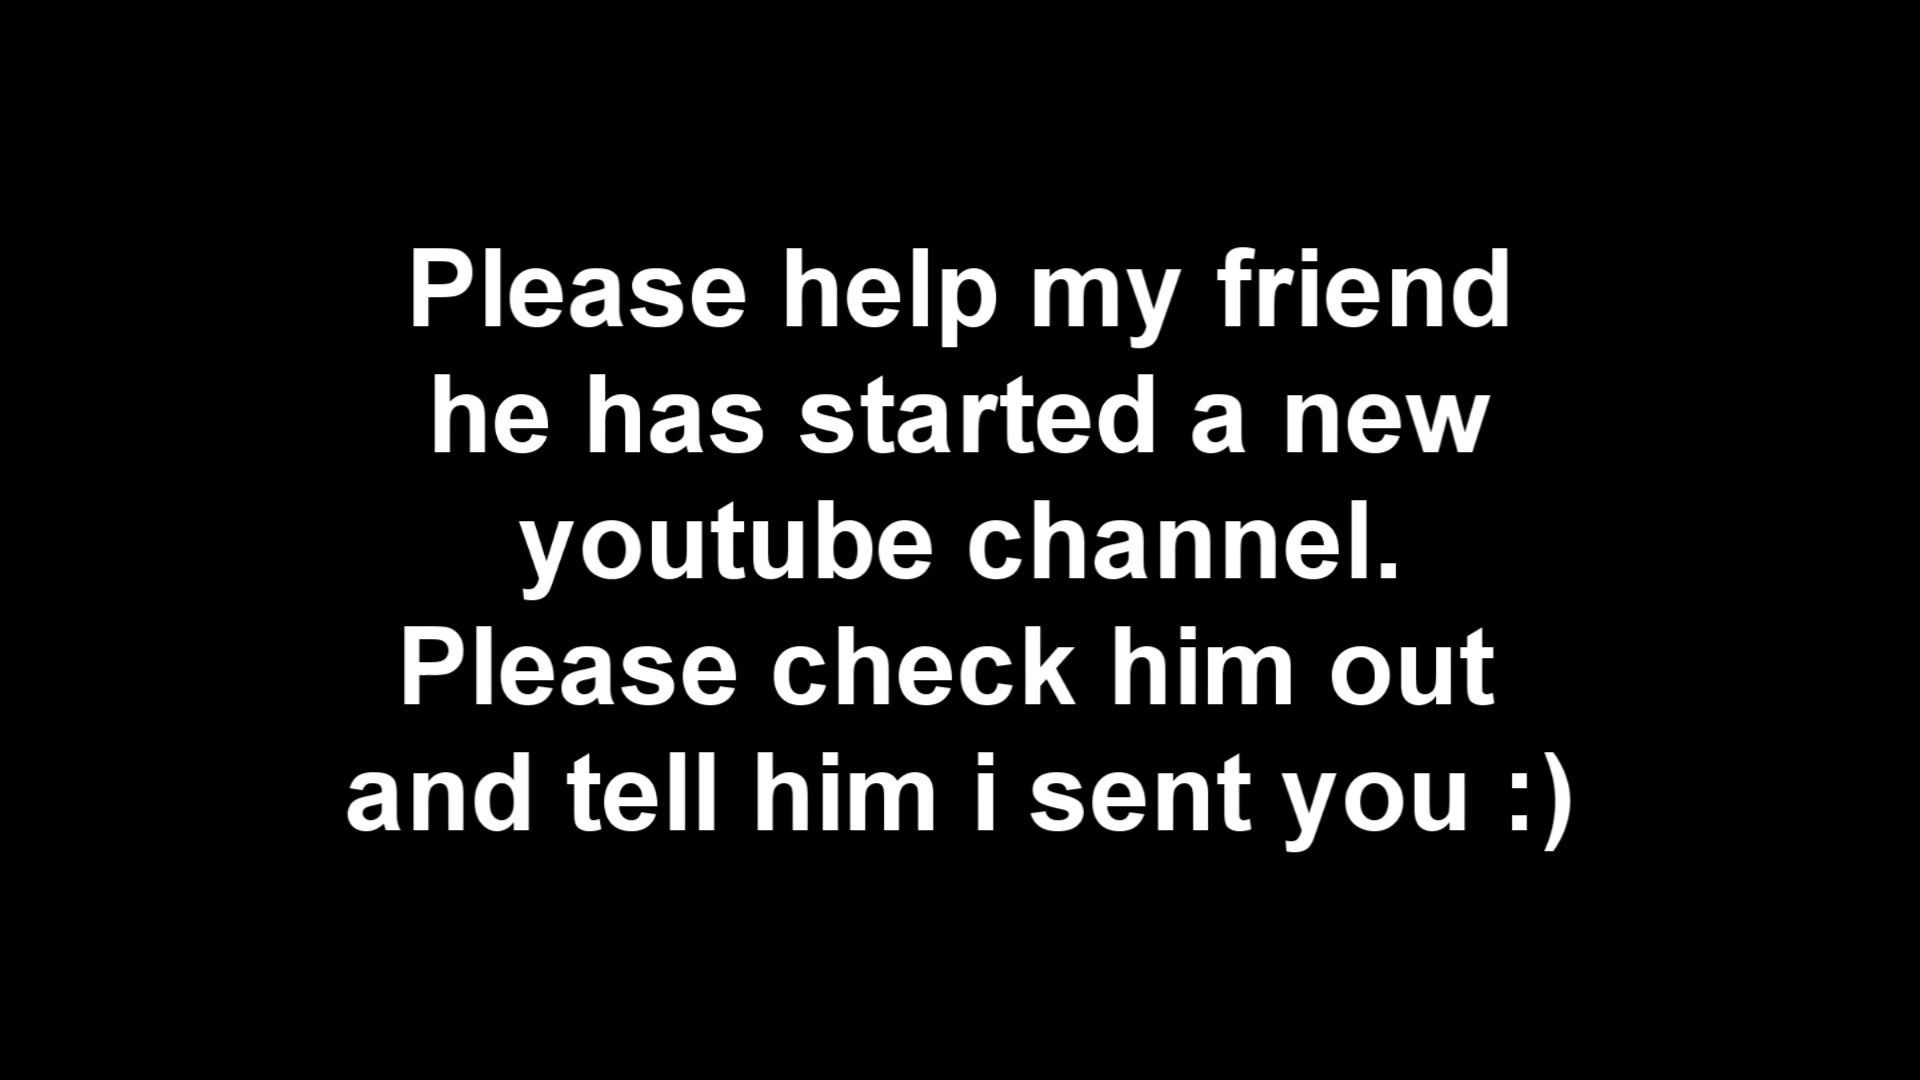 Please help my friend
he has started a new
youtube channel.
Please check him out
and tell him i sent you :)